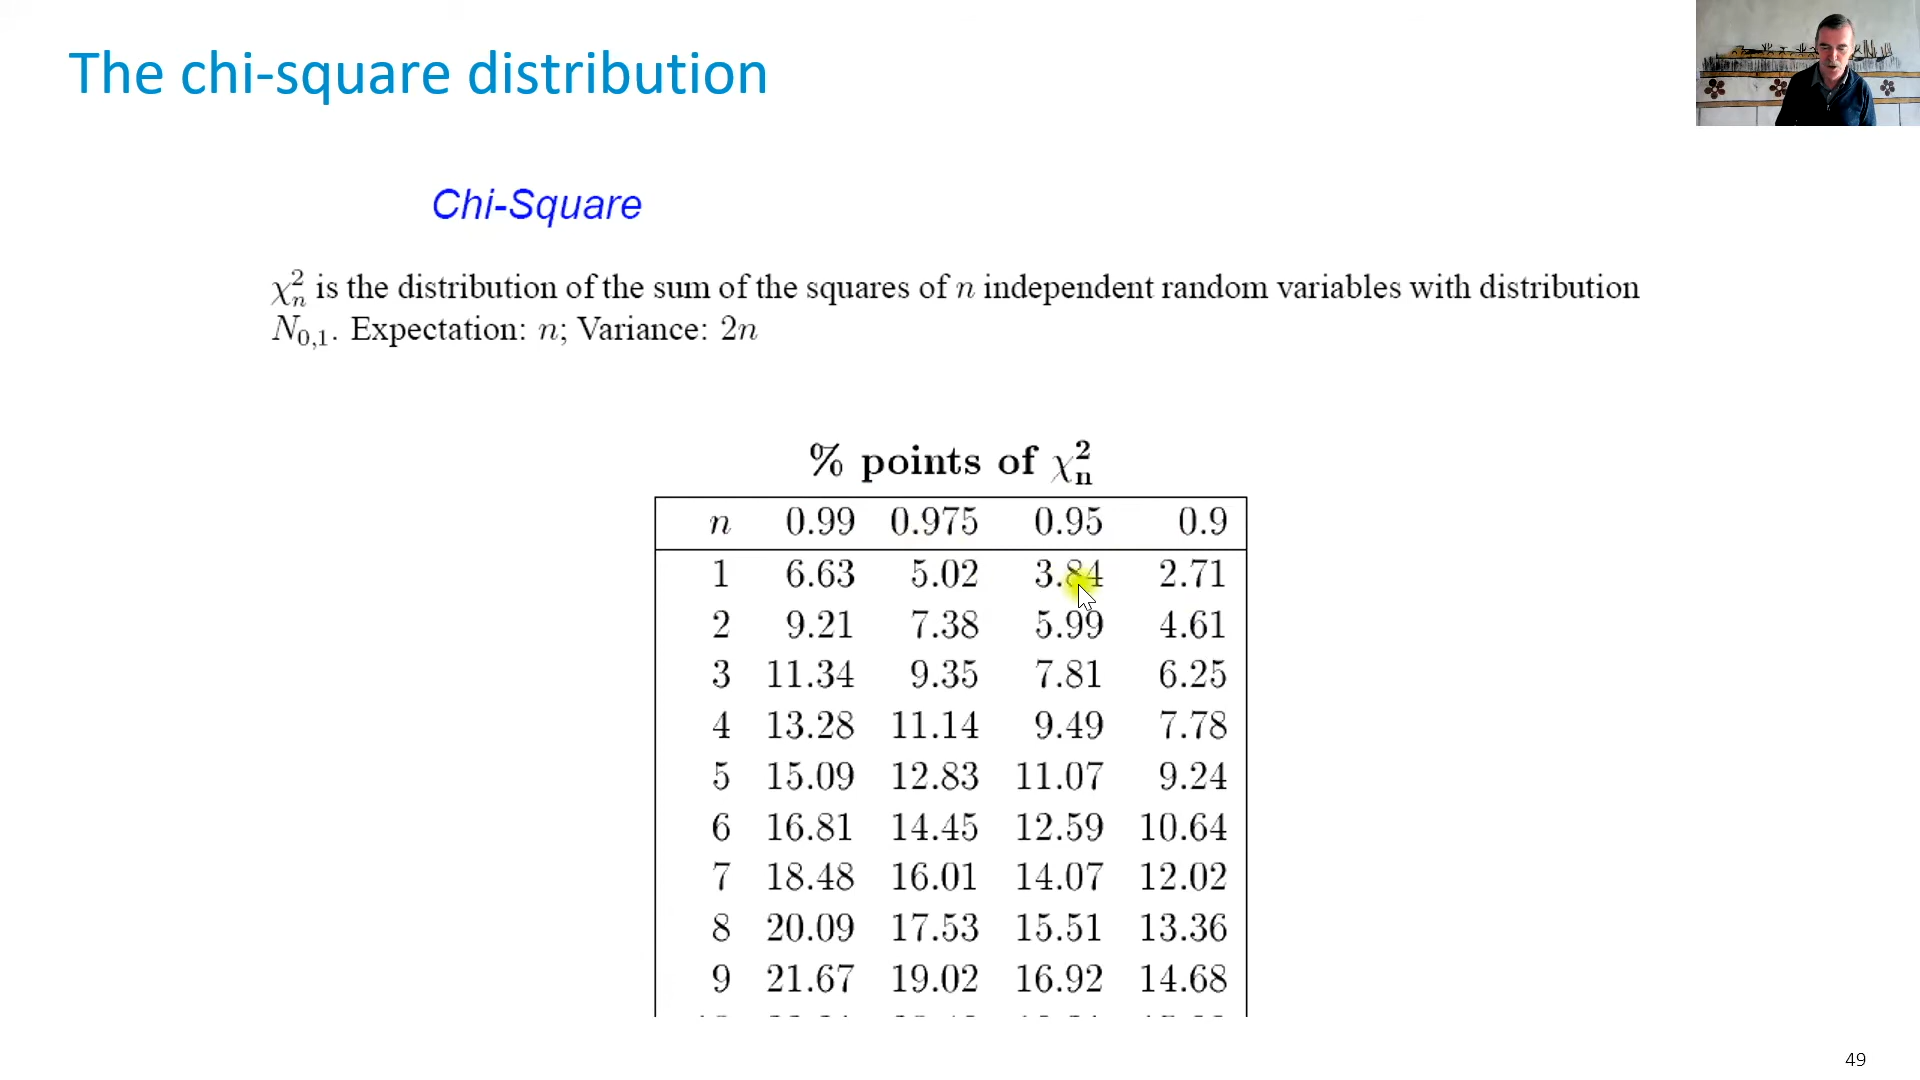 The chi-square distribution
Chi-Square
χ²ₙ is the distribution of the sum of the squares of n independent random variables with distribution
N₀,₁. Expectation: n; Variance: 2n
% points of χ²ₙ
n 0.99 0.975 0.95 0.9
1 6.63 5.02 3.84 2.71
2 9.21 7.38 5.99 4.61
3 11.34 9.35 7.81 6.25
4 13.28 11.14 9.49 7.78
5 15.09 12.83 11.07 9.24
6 16.81 14.45 12.59 10.64
7 18.48 16.01 14.07 12.02
8 20.09 17.53 15.51 13.36
9 21.67 19.02 16.92 14.68
49